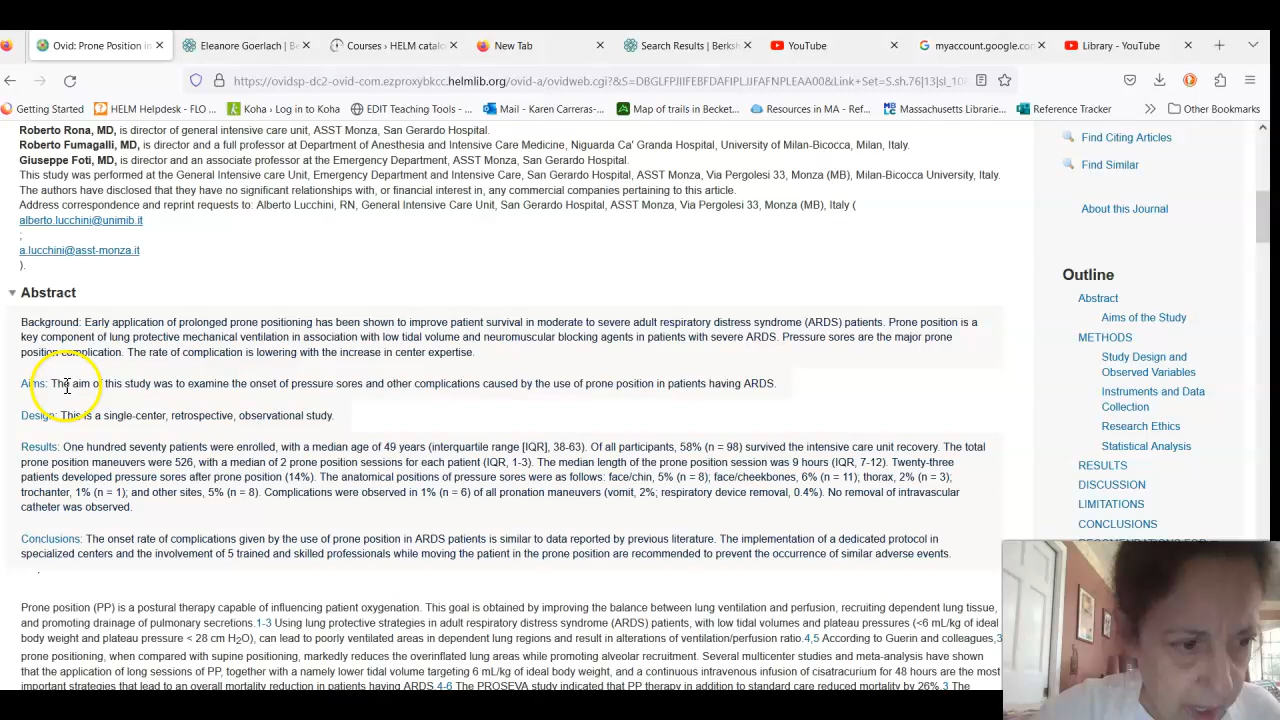 Ovid: Prone Position in
Eleanore Goerlach | Be
Courses › HELM catalo
New Tab
Search Results | Berksh
YouTube
myaccount.google.co
Library - YouTube
https://ovidsp-dc2-ovid-com.ezproxybkcc.helmlib.org/ovid-a/ovidweb.cgi?&S=DBGLFPJIIFEBFDAFIPLJJFAFNPLEAA00&Link+Set=S.sh.76|13|sl_10
Getting Started
HELM Helpdesk - FLO ...
Koha › Log in to Koha
EDIT Teaching Tools - ...
Mail - Karen Carreras-...
Map of trails in Becket...
Resources in MA - Ref...
Massachusetts Librarie...
Reference Tracker
Other Bookmarks
Roberto Rona, MD, is director of general intensive care unit, ASST Monza, San Gerardo Hospital.
Roberto Fumagalli, MD, is director and a full professor at Department of Anesthesia and Intensive Care Medicine, Niguarda Ca' Granda Hospital, University of Milan-Bicocca, Milan, Italy.
Giuseppe Foti, MD, is director and an associate professor at the Emergency Department, ASST Monza, San Gerardo Hospital.
This study was performed at the General Intensive care Unit, Emergency Department and Intensive Care, San Gerardo Hospital, ASST Monza, Via Pergolesi 33, Monza (MB), Milan-Bicocca University, Italy.
The authors have disclosed that they have no significant relationships with, or financial interest in, any commercial companies pertaining to this article.
Address correspondence and reprint requests to: Alberto Lucchini, RN, General Intensive Care Unit, San Gerardo Hospital, ASST Monza, Via Pergolesi 33, Monza (MB), Italy (
alberto.lucchini@unimib.it
;
a.lucchini@asst-monza.it
).
Abstract
Background: Early application of prolonged prone positioning has been shown to improve patient survival in moderate to severe adult respiratory distress syndrome (ARDS) patients. Prone position is a
key component of lung protective mechanical ventilation in association with low tidal volume and neuromuscular blocking agents in patients with severe ARDS. Pressure sores are the major prone
position complication. The rate of complication is lowering with the increase in center expertise.
Aims: The aim of this study was to examine the onset of pressure sores and other complications caused by the use of prone position in patients having ARDS.
Design: This is a single-center, retrospective, observational study.
Results: One hundred seventy patients were enrolled, with a median age of 49 years (interquartile range [IQR], 38-63). Of all participants, 58% (n = 98) survived the intensive care unit recovery. The total
prone position maneuvers were 526, with a median of 2 prone position sessions for each patient (IQR, 1-3). The median length of the prone position session was 9 hours (IQR, 7-12). Twenty-three
patients developed pressure sores after prone position (14%). The anatomical positions of pressure sores were as follows: face/chin, 5% (n = 8); face/cheekbones, 6% (n = 11); thorax, 2% (n = 3);
trochanter, 1% (n = 1); and other sites, 5% (n = 8). Complications were observed in 1% (n = 6) of all pronation maneuvers (vomit, 2%; respiratory device removal, 0.4%). No removal of intravascular
catheter was observed.
Conclusions: The onset rate of complications given by the use of prone position in ARDS patients is similar to data reported by previous literature. The implementation of a dedicated protocol in
specialized centers and the involvement of 5 trained and skilled professionals while moving the patient in the prone position are recommended to prevent the occurrence of similar adverse events.
.
Prone position (PP) is a postural therapy capable of influencing patient oxygenation. This goal is obtained by improving the balance between lung ventilation and perfusion, recruiting dependent lung tissue,
and promoting drainage of pulmonary secretions.1-3 Using lung protective strategies in adult respiratory distress syndrome (ARDS) patients, with low tidal volumes and plateau pressures (<6 mL/kg of ideal
body weight and plateau pressure < 28 cm H2O), can lead to poorly ventilated areas in dependent lung regions and result in alterations of ventilation/perfusion ratio.4,5 According to Guerin and colleagues,3
prone positioning, when compared with supine positioning, markedly reduces the overinflated lung areas while promoting alveolar recruitment. Several multicenter studies and meta-analysis have shown
that the application of long sessions of PP, together with a namely lower tidal volume targeting 6 mL/kg of ideal body weight, and a continuous intravenous infusion of cisatracurium for 48 hours are the most
important strategies that lead to an overall mortality reduction in patients having ARDS.4-6 The PROSEVA study indicated that PP therapy in addition to standard care reduced mortality by 26%.3 The
Find Citing Articles
Find Similar
About this Journal
Outline
Abstract
Aims of the Study
METHODS
Study Design and
Observed Variables
Instruments and Data
Collection
Research Ethics
Statistical Analysis
RESULTS
DISCUSSION
LIMITATIONS
CONCLUSIONS